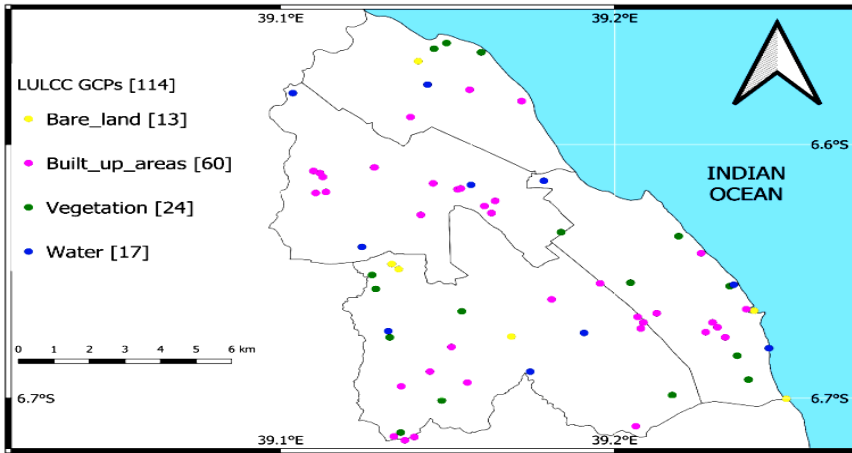 39.1°E
39.2°E
LULCC GCPs [114]
Bare_land [13]
Built_up_areas [60]
Vegetation [24]
Water [17]
6.6°S
INDIAN
OCEAN
0 1 2 3 4 5 6 km
6.7°S
6.7°S
39.1°E
39.2°E